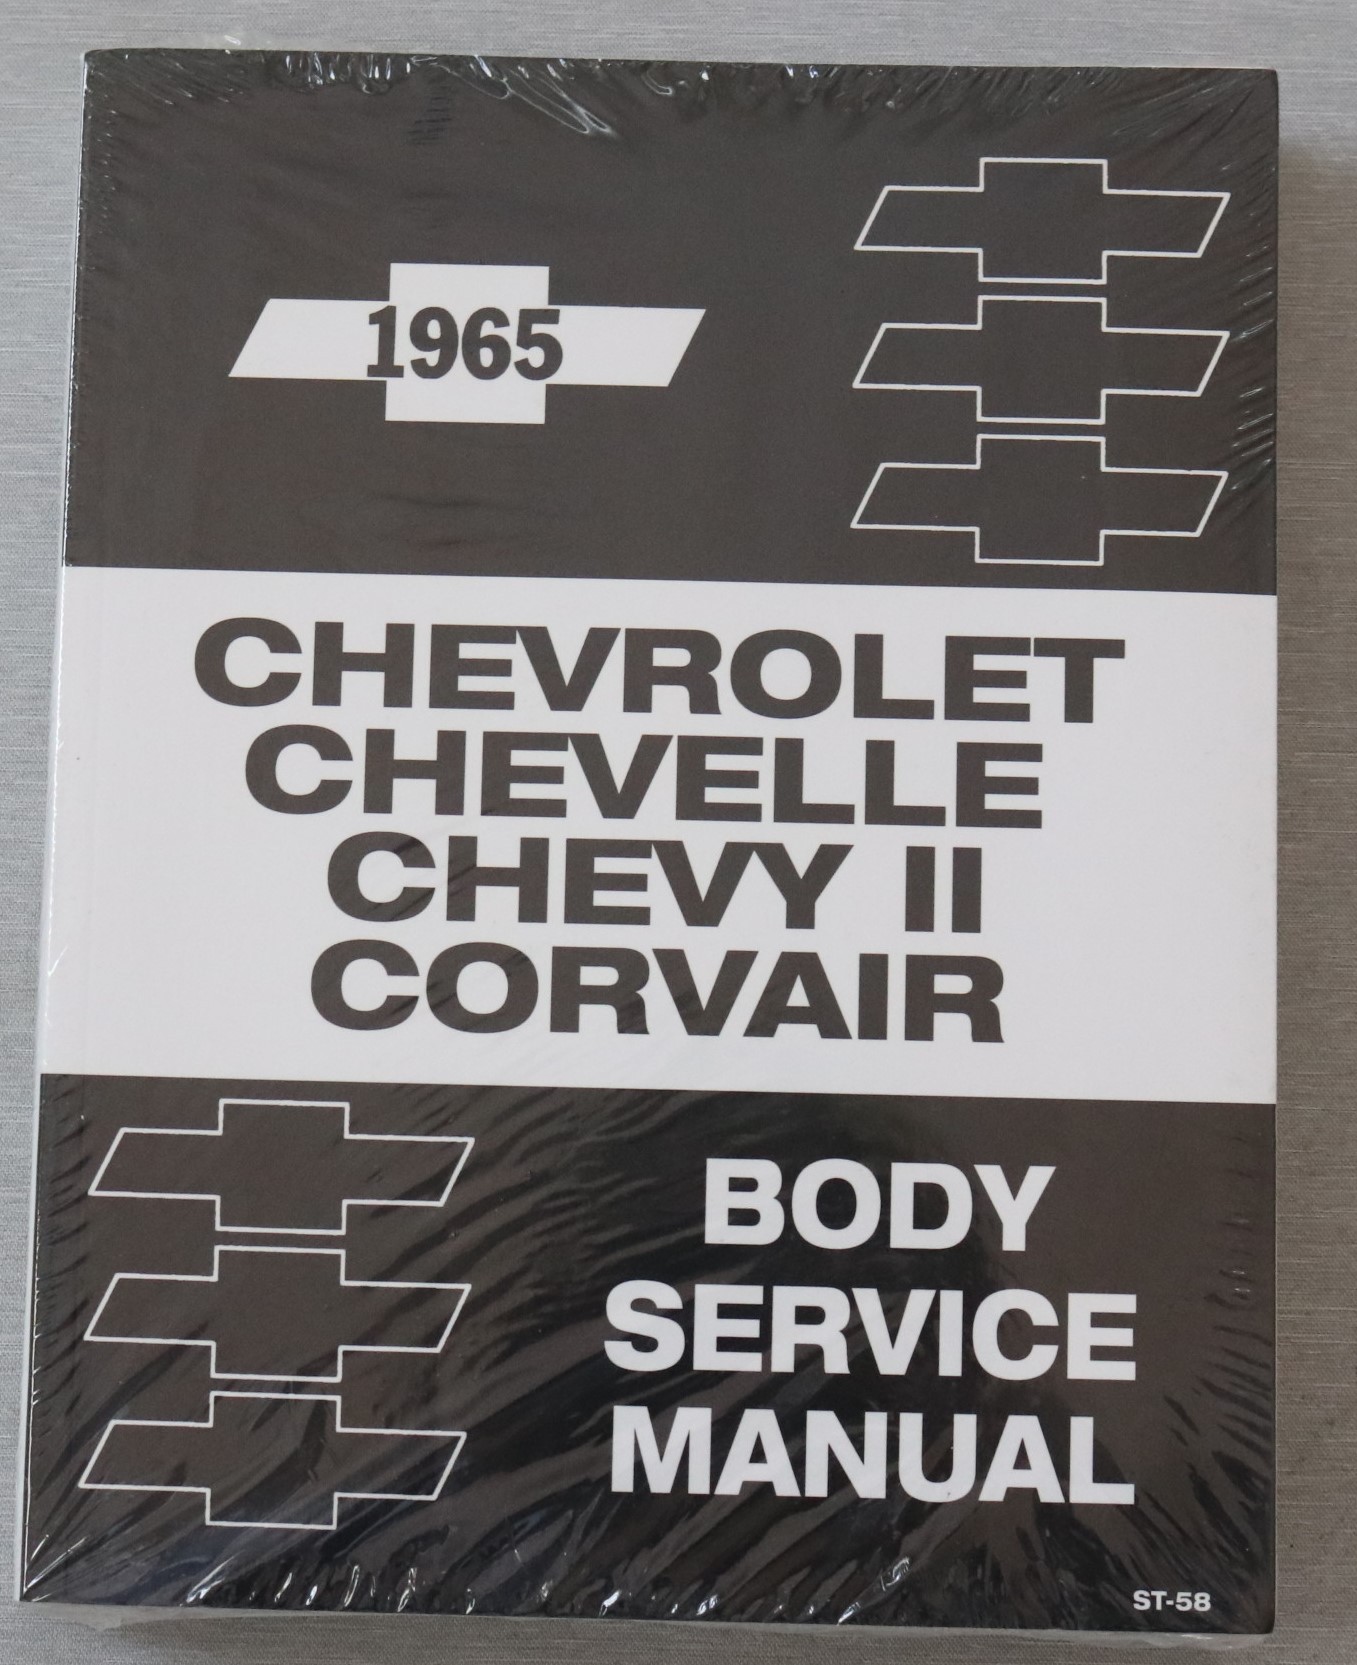 1965
CHEVROLET
CHEVELLE
CHEVY II
CORVAIR
BODY
SERVICE
MANUAL
ST-58